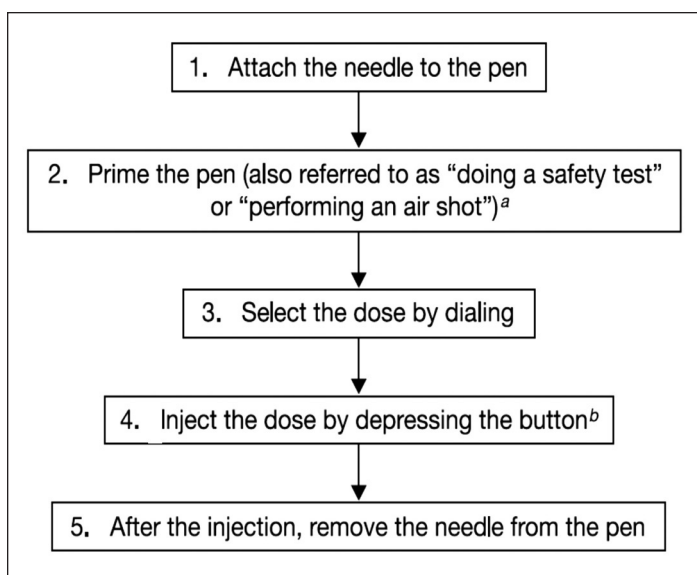 1. Attach the needle to the pen
2. Prime the pen (also referred to as “doing a safety test”
or “performing an air shot”)a
3. Select the dose by dialing
4. Inject the dose by depressing the buttonb
5. After the injection, remove the needle from the pen